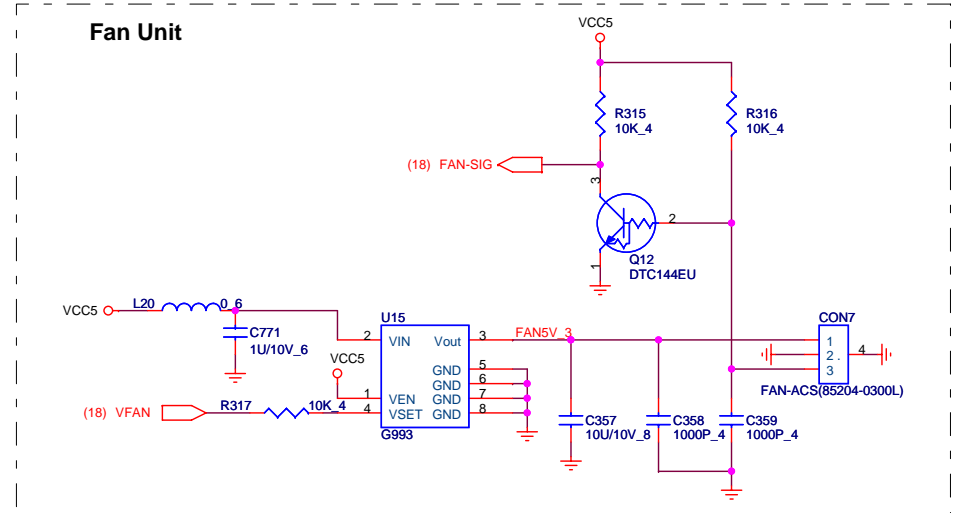 Fan Unit
VCC5
R315
10K_4
R316
10K_4
(18) FAN-SIG
3
2
1
Q12
DTC144EU
VCC5
L20
0_6
C771
1U/10V_6
VCC5
U15
2
VIN
Vout
3
FAN5V_3
GND
5
GND
6
1
VEN
GND
7
4
VSET
GND
8
G993
(18) VFAN
R317
10K_4
CON7
1
2 .
3
4
FAN-ACS(85204-0300L)
C357
10U/10V_8
C358
1000P_4
C359
1000P_4